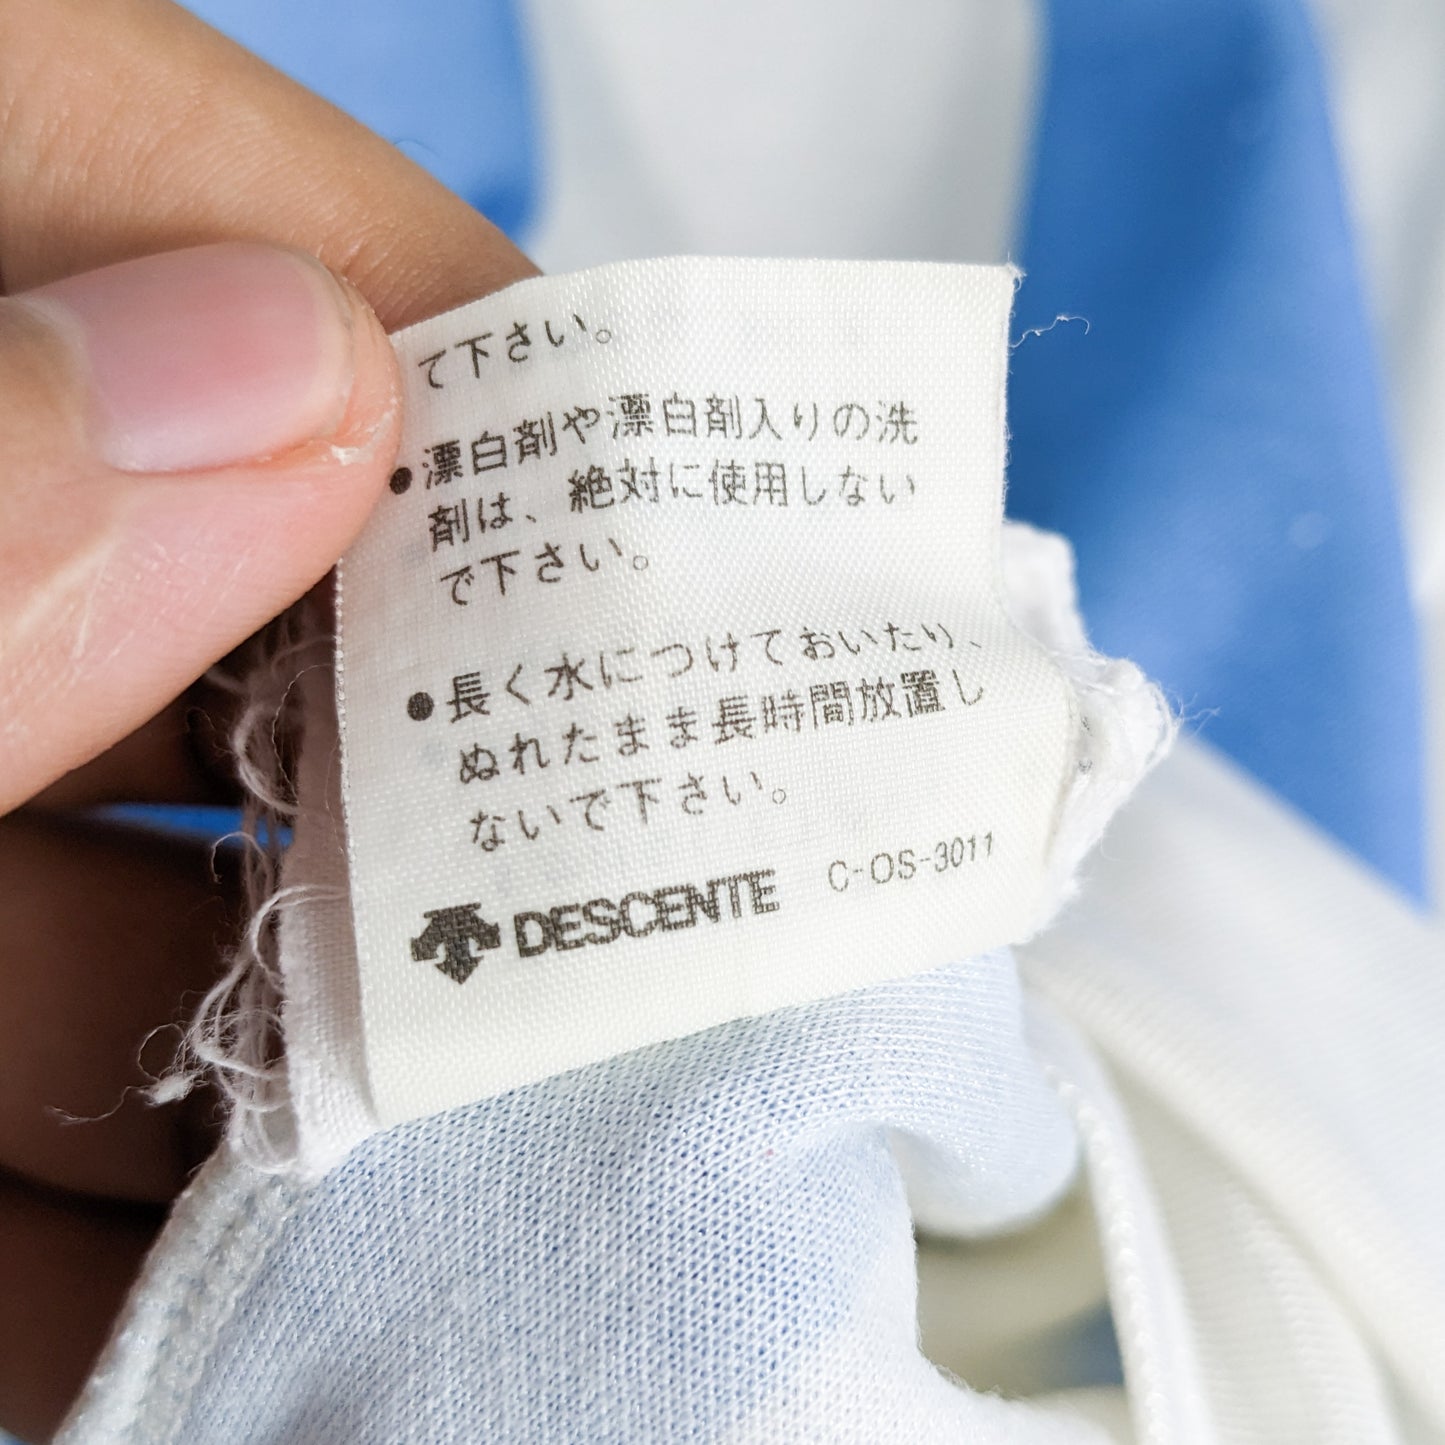 て下さい。
●漂白剤や漂白剤入りの洗
剤は、絶対に使用しない
で下さい。
●長く水につけておいたり、
ぬれたまま長時間放置し
ないで下さい。
DESCENTE C-OS-3011